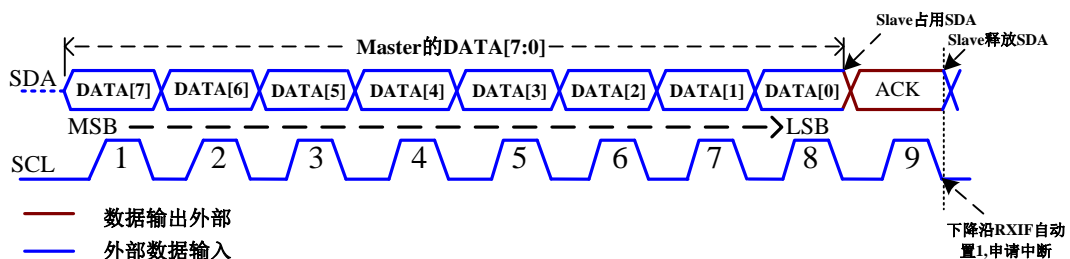 Slave占用SDA
Master的DATA[7:0]
Slave释放SDA
SDA
DATA[7] DATA[6] DATA[5] DATA[4] DATA[3] DATA[2] DATA[1] DATA[0] ACK
MSB LSB
SCL 1 2 3 4 5 6 7 8 9
数据输出外部
下降沿RXIF自动
置1,申请中断
外部数据输入